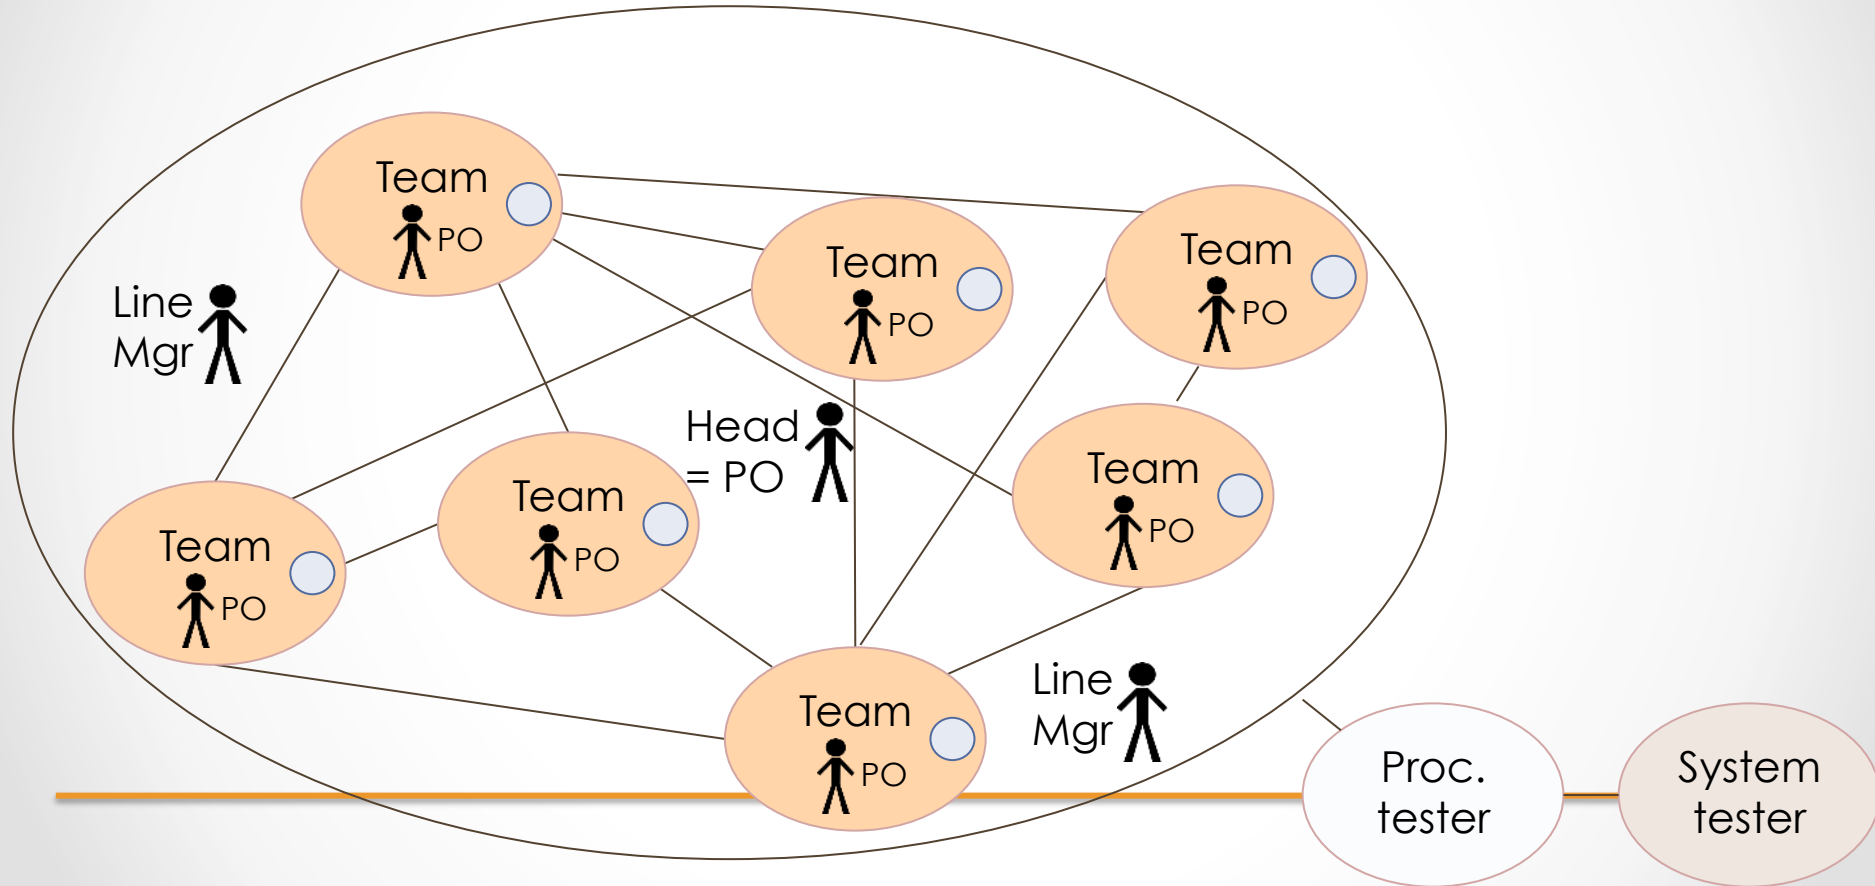 Team
PO
Team
PO
Team
PO
Line
Mgr
Head
= PO
Team
PO
Team
PO
Team
PO
Team
PO
Line
Mgr
Proc.
tester
System
tester